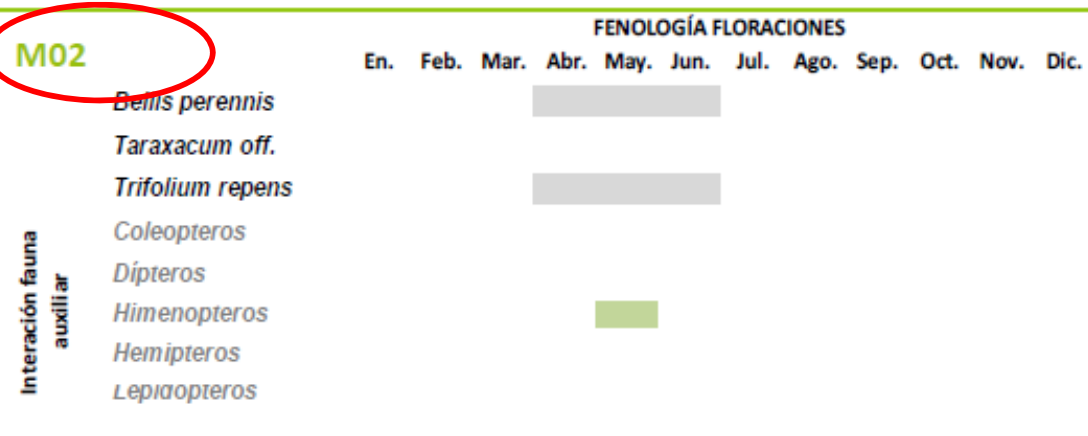 FENOLOGÍA FLORACIONES
M02
En. Feb. Mar. Abr. May. Jun. Jul. Ago. Sep. Oct. Nov. Dic.
Bellis perennis
Taraxacum off.
Trifolium repens
Coleopteros
Dípteros
Himenopteros
Hemipteros
Lepidopteros
Interación fauna
auxiliar